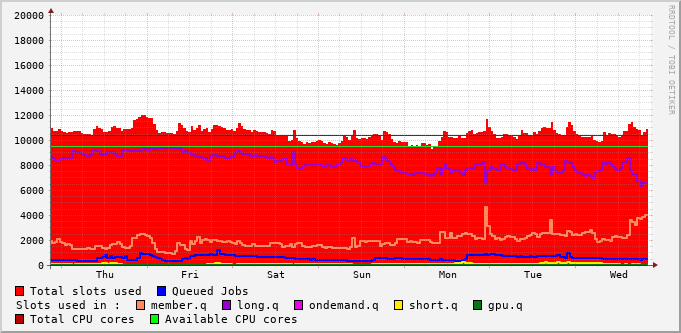 20000
18000
16000
14000
12000
10000
8000
6000
4000
2000
0
Thu Fri Sat Sun Mon Tue Wed
RRDTOOL / TOBI OETIKER
Total slots used Queued Jobs
Slots used in : member.q long.q ondemand.q short.q gpu.q
Total CPU cores Available CPU cores